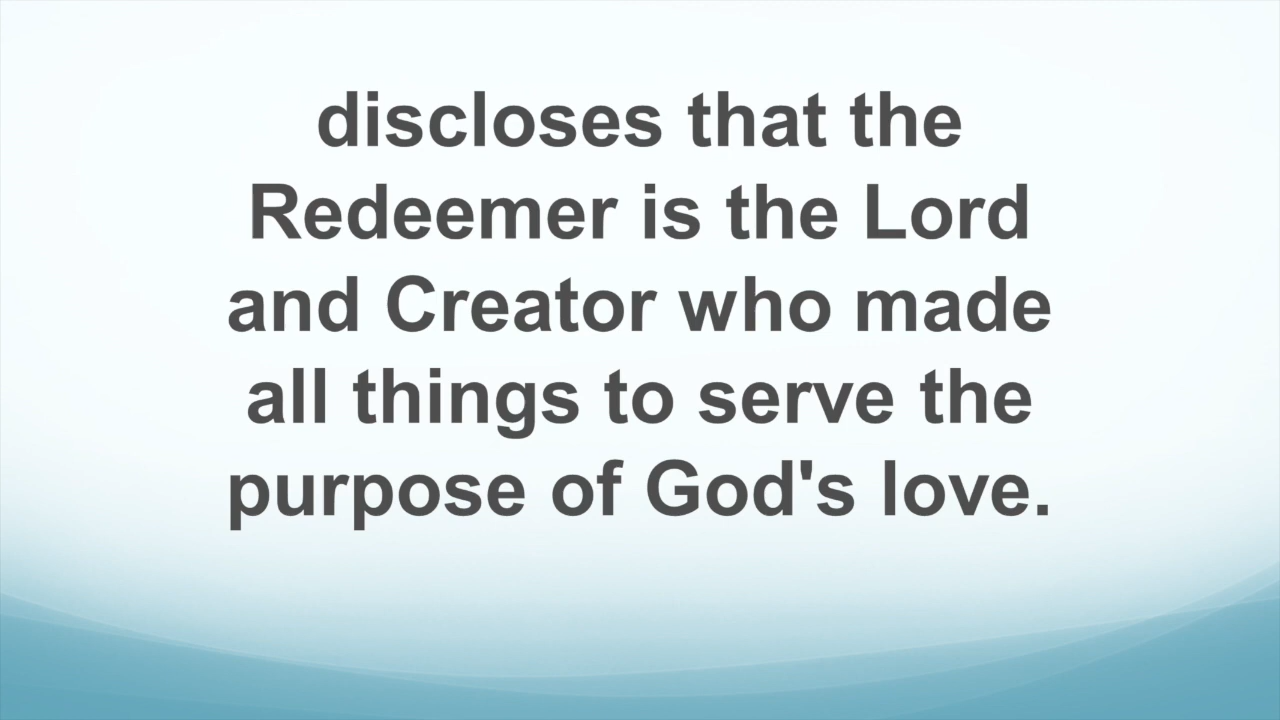 discloses that the
Redeemer is the Lord
and Creator who made
all things to serve the
purpose of God's love.